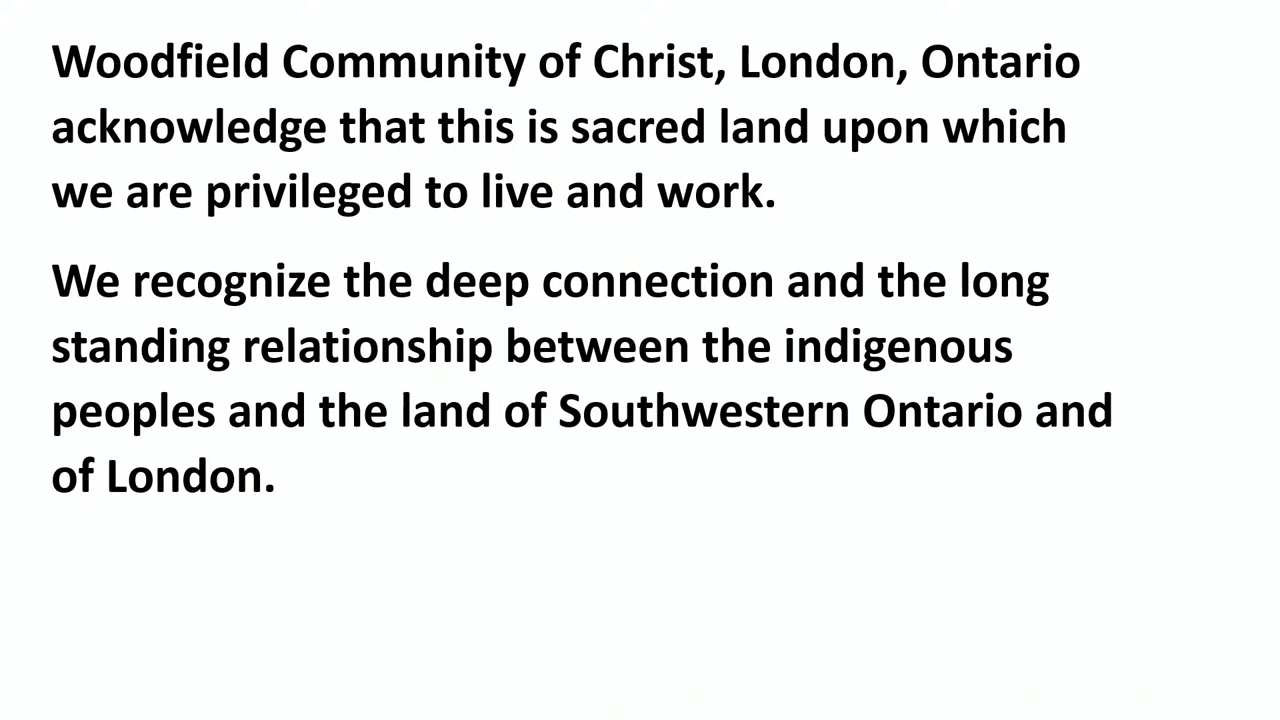 Woodfield Community of Christ, London, Ontario
acknowledge that this is sacred land upon which
we are privileged to live and work.
We recognize the deep connection and the long
standing relationship between the indigenous
peoples and the land of Southwestern Ontario and
of London.